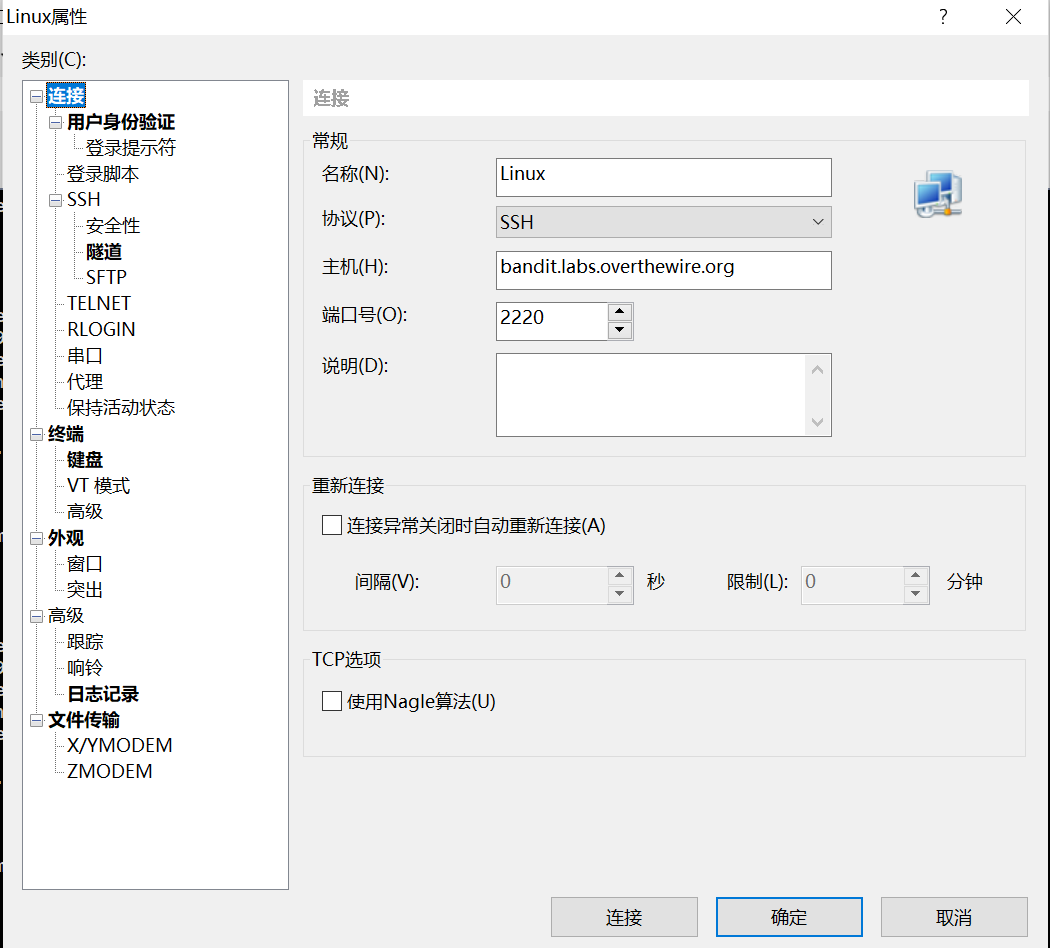 Linux属性
类别(C):
连接
用户身份验证
登录提示符
登录脚本
SSH
安全性
隧道
SFTP
TELNET
RLOGIN
串口
代理
保持活动状态
终端
键盘
VT 模式
高级
外观
窗口
突出
高级
跟踪
响铃
日志记录
文件传输
X/YMODEM
ZMODEM
连接
常规
名称(N): Linux
协议(P): SSH
主机(H): bandit.labs.overthewire.org
端口号(O): 2220
说明(D):
重新连接
连接异常关闭时自动重新连接(A)
间隔(V): 0 秒 限制(L): 0 分钟
TCP选项
使用Nagle算法(U)
连接 确定 取消